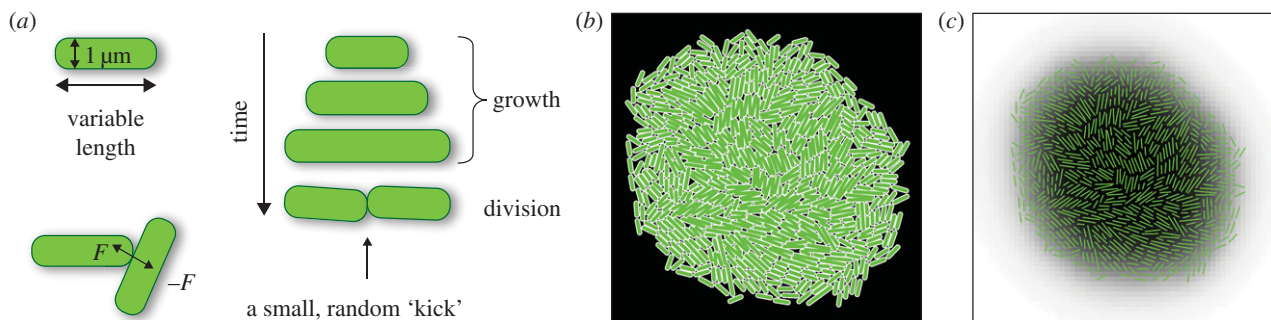 (a)
1 µm
variable
length
F
–F
time
growth
division
a small, random ‘kick’
(b)
(c)